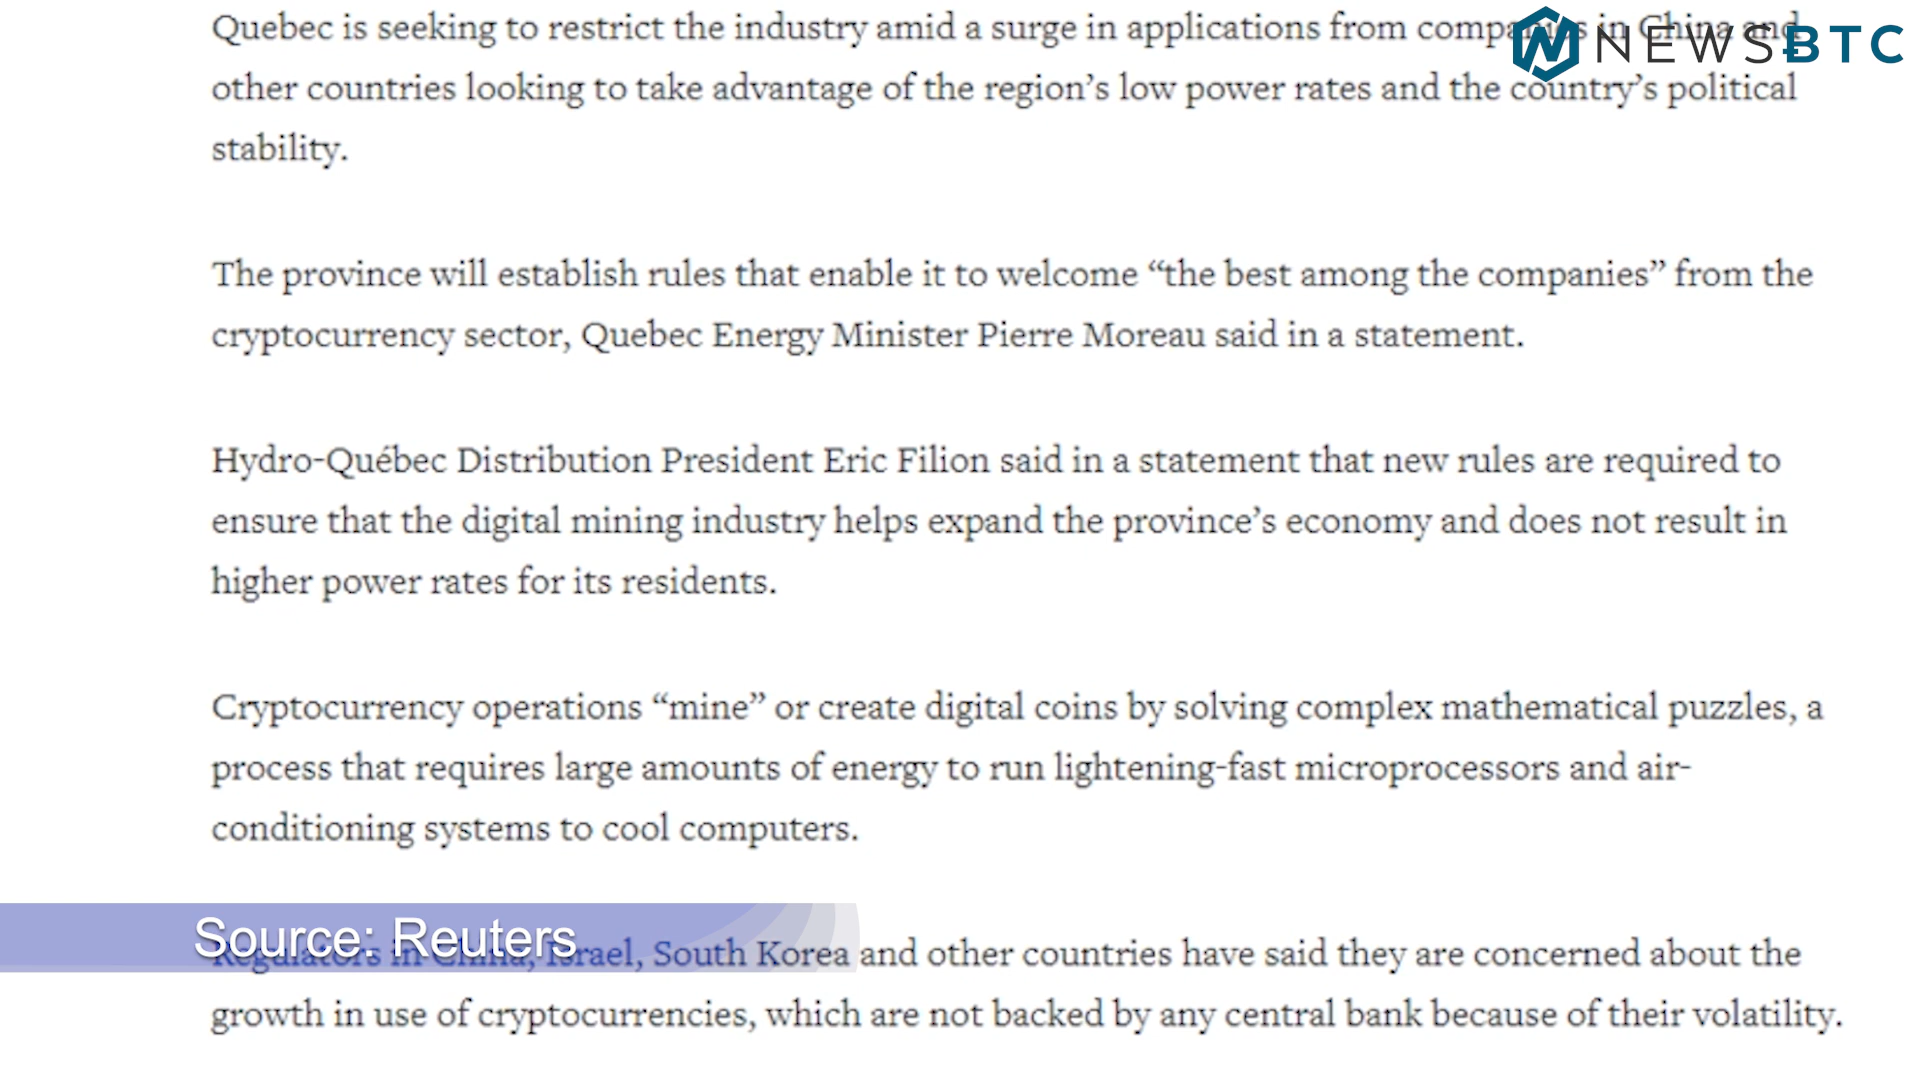 Quebec is seeking to restrict the industry amid a surge in applications from companies in China and
NEWSBTC
other countries looking to take advantage of the region’s low power rates and the country’s political
stability.
The province will establish rules that enable it to welcome “the best among the companies” from the
cryptocurrency sector, Quebec Energy Minister Pierre Moreau said in a statement.
Hydro-Québec Distribution President Eric Filion said in a statement that new rules are required to
ensure that the digital mining industry helps expand the province’s economy and does not result in
higher power rates for its residents.
Cryptocurrency operations “mine” or create digital coins by solving complex mathematical puzzles, a
process that requires large amounts of energy to run lightening-fast microprocessors and air-
conditioning systems to cool computers.
Source: Reuters
Regulators in China, Israel, South Korea and other countries have said they are concerned about the
growth in use of cryptocurrencies, which are not backed by any central bank because of their volatility.